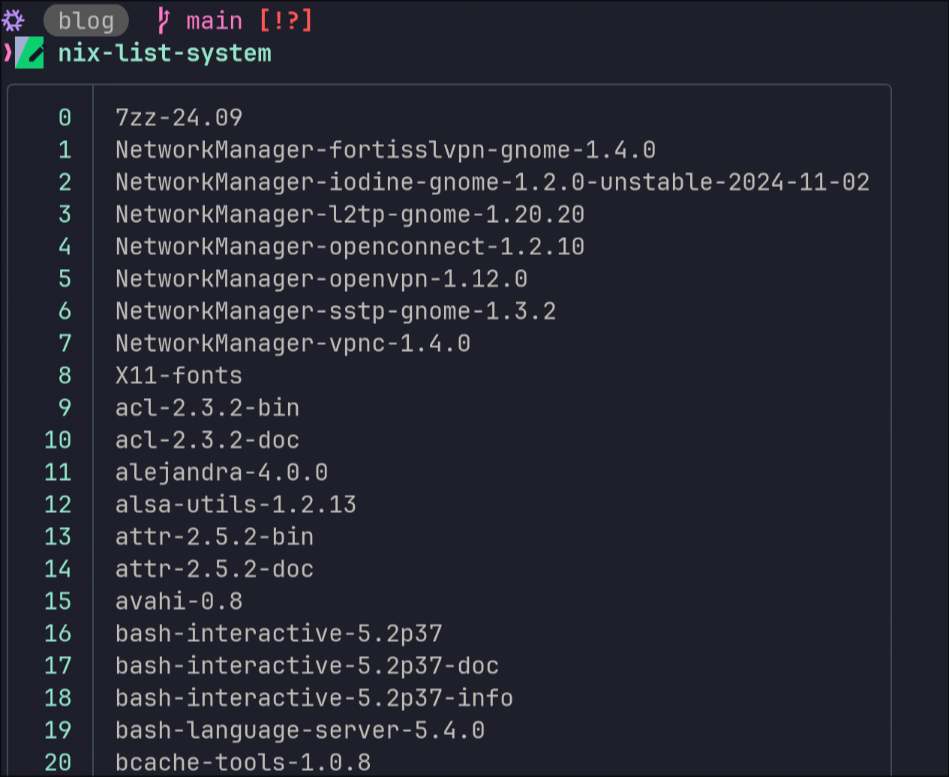 blog main [!?]
❯ nix-list-system
0 7zz-24.09
1 NetworkManager-fortisslvpn-gnome-1.4.0
2 NetworkManager-iodine-gnome-1.2.0-unstable-2024-11-02
3 NetworkManager-l2tp-gnome-1.20.20
4 NetworkManager-openconnect-1.2.10
5 NetworkManager-openvpn-1.12.0
6 NetworkManager-sstp-gnome-1.3.2
7 NetworkManager-vpnc-1.4.0
8 X11-fonts
9 acl-2.3.2-bin
10 acl-2.3.2-doc
11 alejandra-4.0.0
12 alsa-utils-1.2.13
13 attr-2.5.2-bin
14 attr-2.5.2-doc
15 avahi-0.8
16 bash-interactive-5.2p37
17 bash-interactive-5.2p37-doc
18 bash-interactive-5.2p37-info
19 bash-language-server-5.4.0
20 bcache-tools-1.0.8